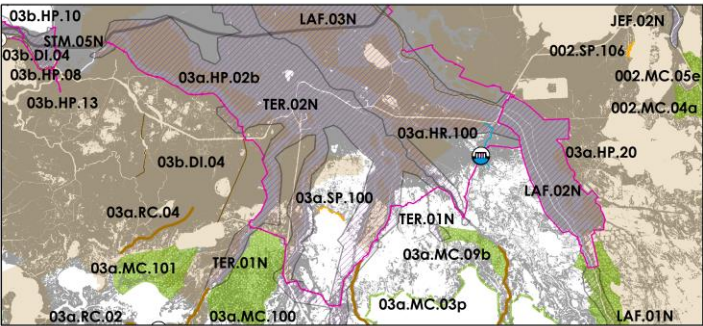 03b.HP.10
LAF.03N
JEF.02N
STM.05N
002.SP.106
03b.DI.04
03b.HP.08
03a.HP.02b
002.MC.05e
03b.HP.13
TER.02N
002.MC.04a
03a.HR.100
03a.HP.20
03b.DI.04
03a.SP.100
LAF.02N
03a.RC.04
TER.01N
03a.MC.101
TER.01N
03a.MC.09b
03a.MC.03p
03a.RC.02
03a.MC.100
LAF.01N